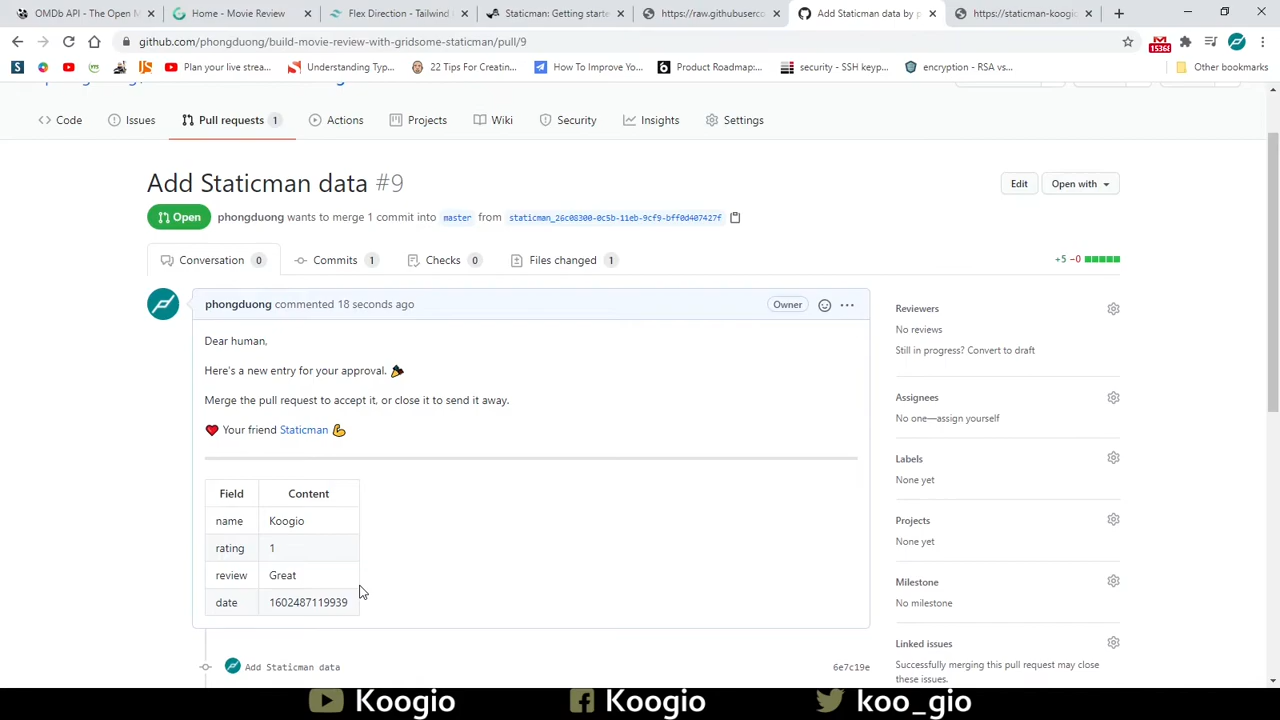 OMDb API - The Open M
Home - Movie Review
Flex Direction - Tailwind
Staticman: Getting starte
https://raw.githubuserco
Add Staticman data by p
https://staticman-koogio
github.com/phongduong/build-movie-review-with-gridsome-staticman/pull/9
15368
Plan your live strea...
Understanding Typ...
22 Tips For Creatin...
How To Improve Yo...
Product Roadmap:...
security - SSH keyp...
encryption - RSA vs...
Other bookmarks
Code
Issues
Pull requests 1
Actions
Projects
Wiki
Security
Insights
Settings
Add Staticman data #9
Edit
Open with
Open
phongduong wants to merge 1 commit into master from staticman_26c08300-0c5b-11eb-9cf9-bff0d407427f
Conversation 0
Commits 1
Checks 0
Files changed 1
+5 −0
phongduong commented 18 seconds ago
Owner
Dear human,
Here's a new entry for your approval. 🎉
Merge the pull request to accept it, or close it to send it away.
❤️ Your friend Staticman 💪
Field Content
name Koogio
rating 1
review Great
date 1602487119939
Add Staticman data
6e7c19e
Reviewers
No reviews
Still in progress? Convert to draft
Assignees
No one—assign yourself
Labels
None yet
Projects
None yet
Milestone
No milestone
Linked issues
Successfully merging this pull request may close
these issues.
Koogio
Koogio
koo_gio